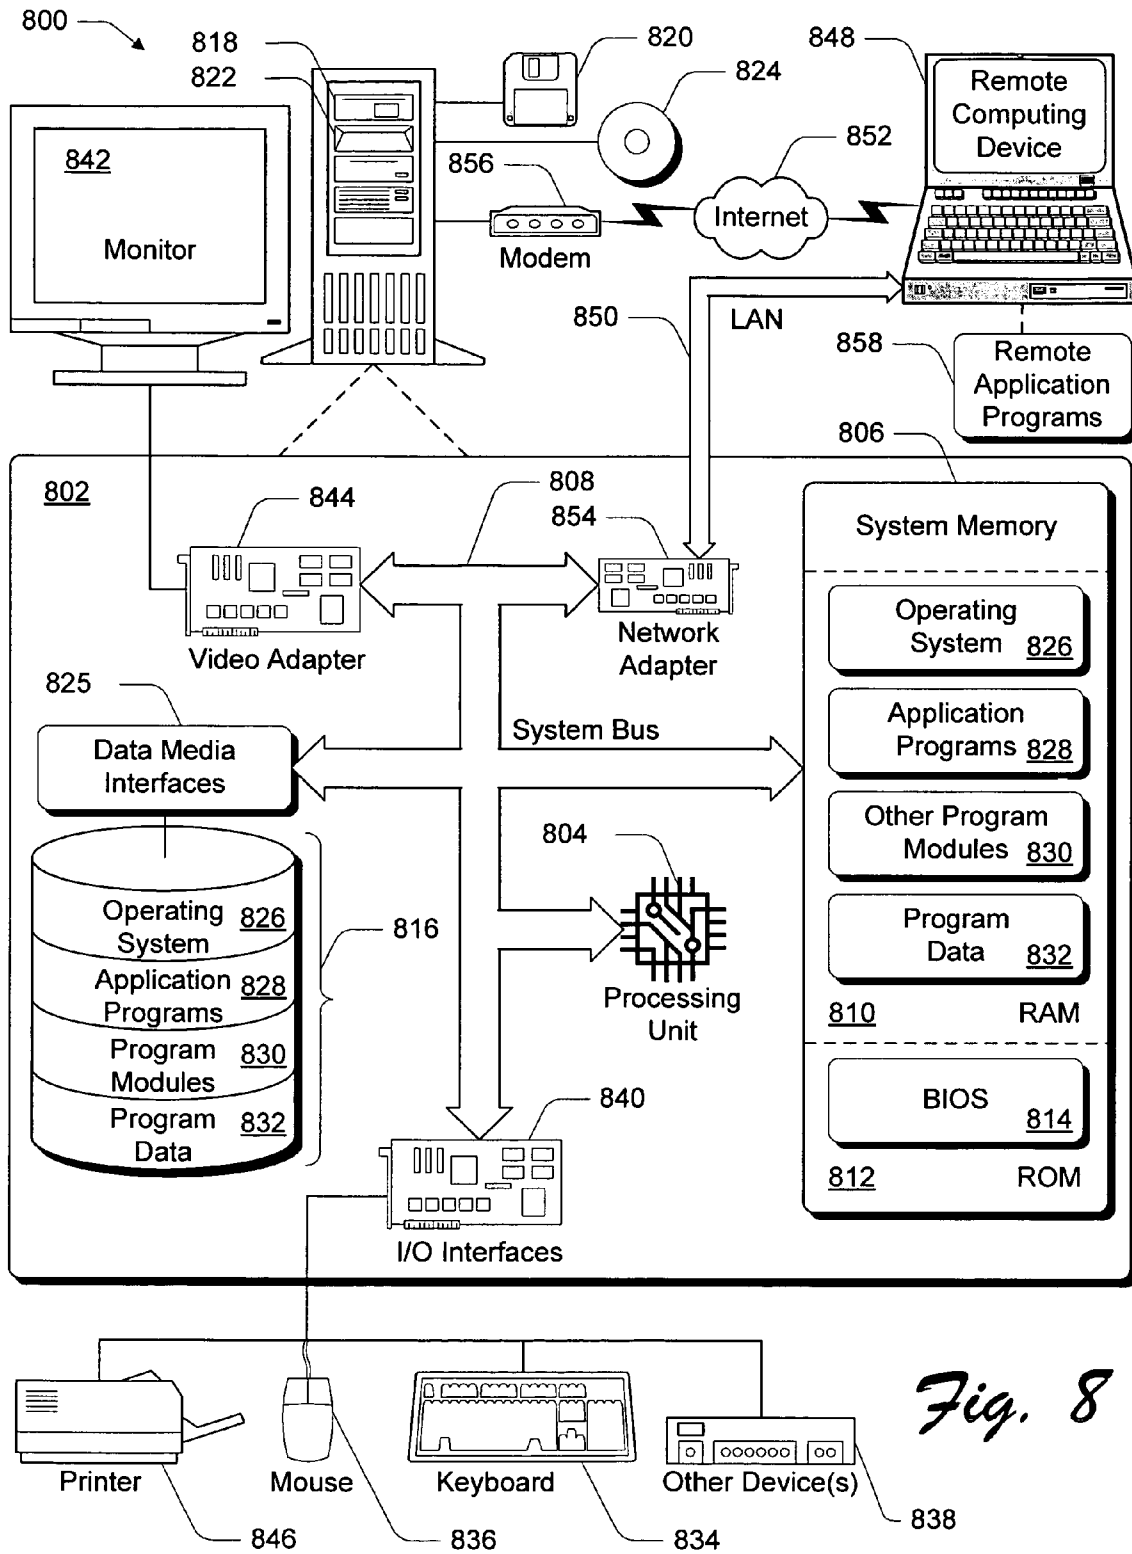 800
818
822
820
824
848
Remote
Computing
Device
842
Monitor
856
Modem
852
Internet
850
LAN
858
Remote
Application
Programs
806
802
844
808
854
Video Adapter
Network
Adapter
System Memory
Operating
System 826
Application
Programs 828
Other Program
Modules 830
Program
Data 832
810 RAM
BIOS 814
812 ROM
825
Data Media
Interfaces
System Bus
804
Processing
Unit
Operating
System 826
Application
Programs 828
Program
Modules 830
Program
Data 832
816
840
I/O Interfaces
Printer
846
Mouse
836
Keyboard
834
Other Device(s)
838
Fig. 8